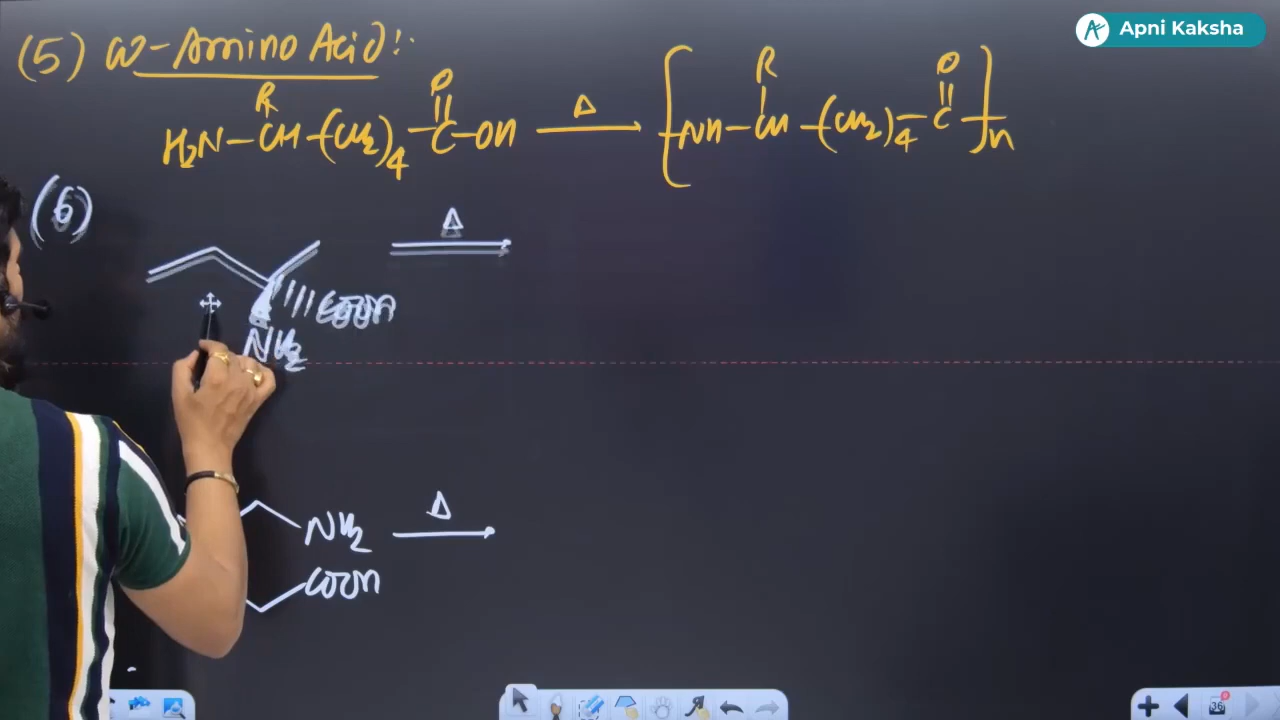 Apni Kaksha
(5) ω-Amino Acid:
R O Δ R O
H₂N-CH-(CH₂)₄-C-OH → [NH-CH-(CH₂)₄-C]n
(6)
Δ
COOH
NH₂
Δ
NH₂
COOH
36